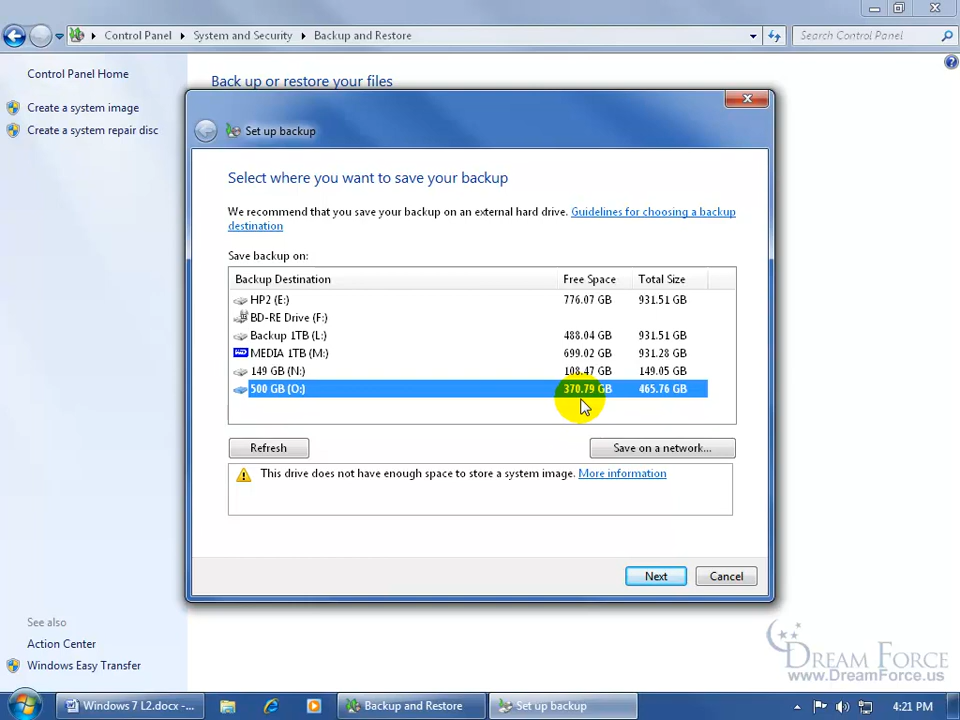 Control Panel
System and Security
Backup and Restore
Search Control Panel
Control Panel Home
Create a system image
Create a system repair disc
Back up or restore your files
Set up backup
Select where you want to save your backup
We recommend that you save your backup on an external hard drive. Guidelines for choosing a backup
destination
Save backup on:
Backup Destination Free Space Total Size
HP2 (E:) 776.07 GB 931.51 GB
BD-RE Drive (F:)
Backup 1TB (L:) 488.04 GB 931.51 GB
MEDIA 1TB (M:) 699.02 GB 931.28 GB
149 GB (N:) 108.47 GB 149.05 GB
500 GB (O:) 370.79 GB 465.76 GB
Refresh
Save on a network...
This drive does not have enough space to store a system image. More information
Next
Cancel
See also
Action Center
Windows Easy Transfer
DREAM FORCE
www.DreamForce.us
Windows 7 L2.docx -...
Backup and Restore
Set up backup
4:21 PM